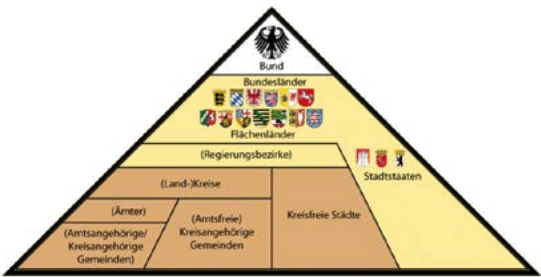 Bund
Bundesländer
Flächenländer
(Regierungsbezirke)
Stadtstaaten
(Land-)Kreise
(Ämter)
(Amtsangehörige/
Kreisangehörige
Gemeinden)
(Amtsfreie)
Kreisangehörige
Gemeinden
Kreisfreie Städte